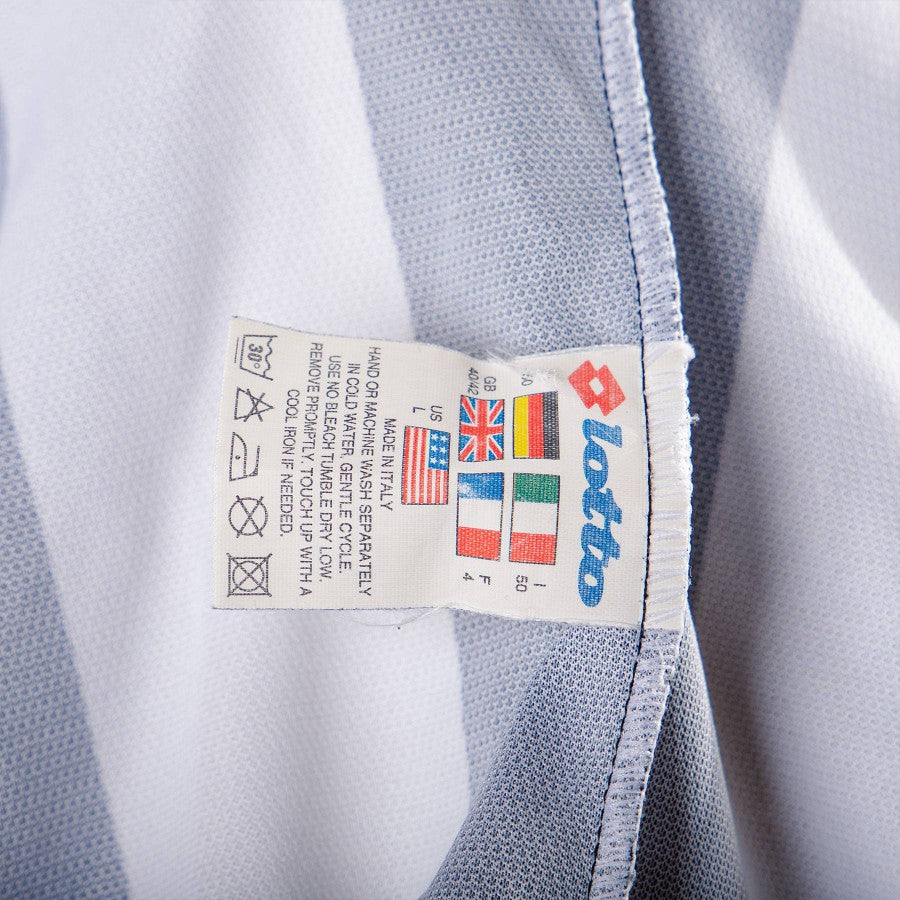 lotto
50
I
50
GB
40/42
F
4
US
L
MADE IN ITALY
HAND OR MACHINE WASH SEPARATELY
IN COLD WATER, GENTLE CYCLE.
USE NO BLEACH TUMBLE DRY LOW.
REMOVE PROMPTLY. TOUCH UP WITH A
COOL IRON IF NEEDED.
30°